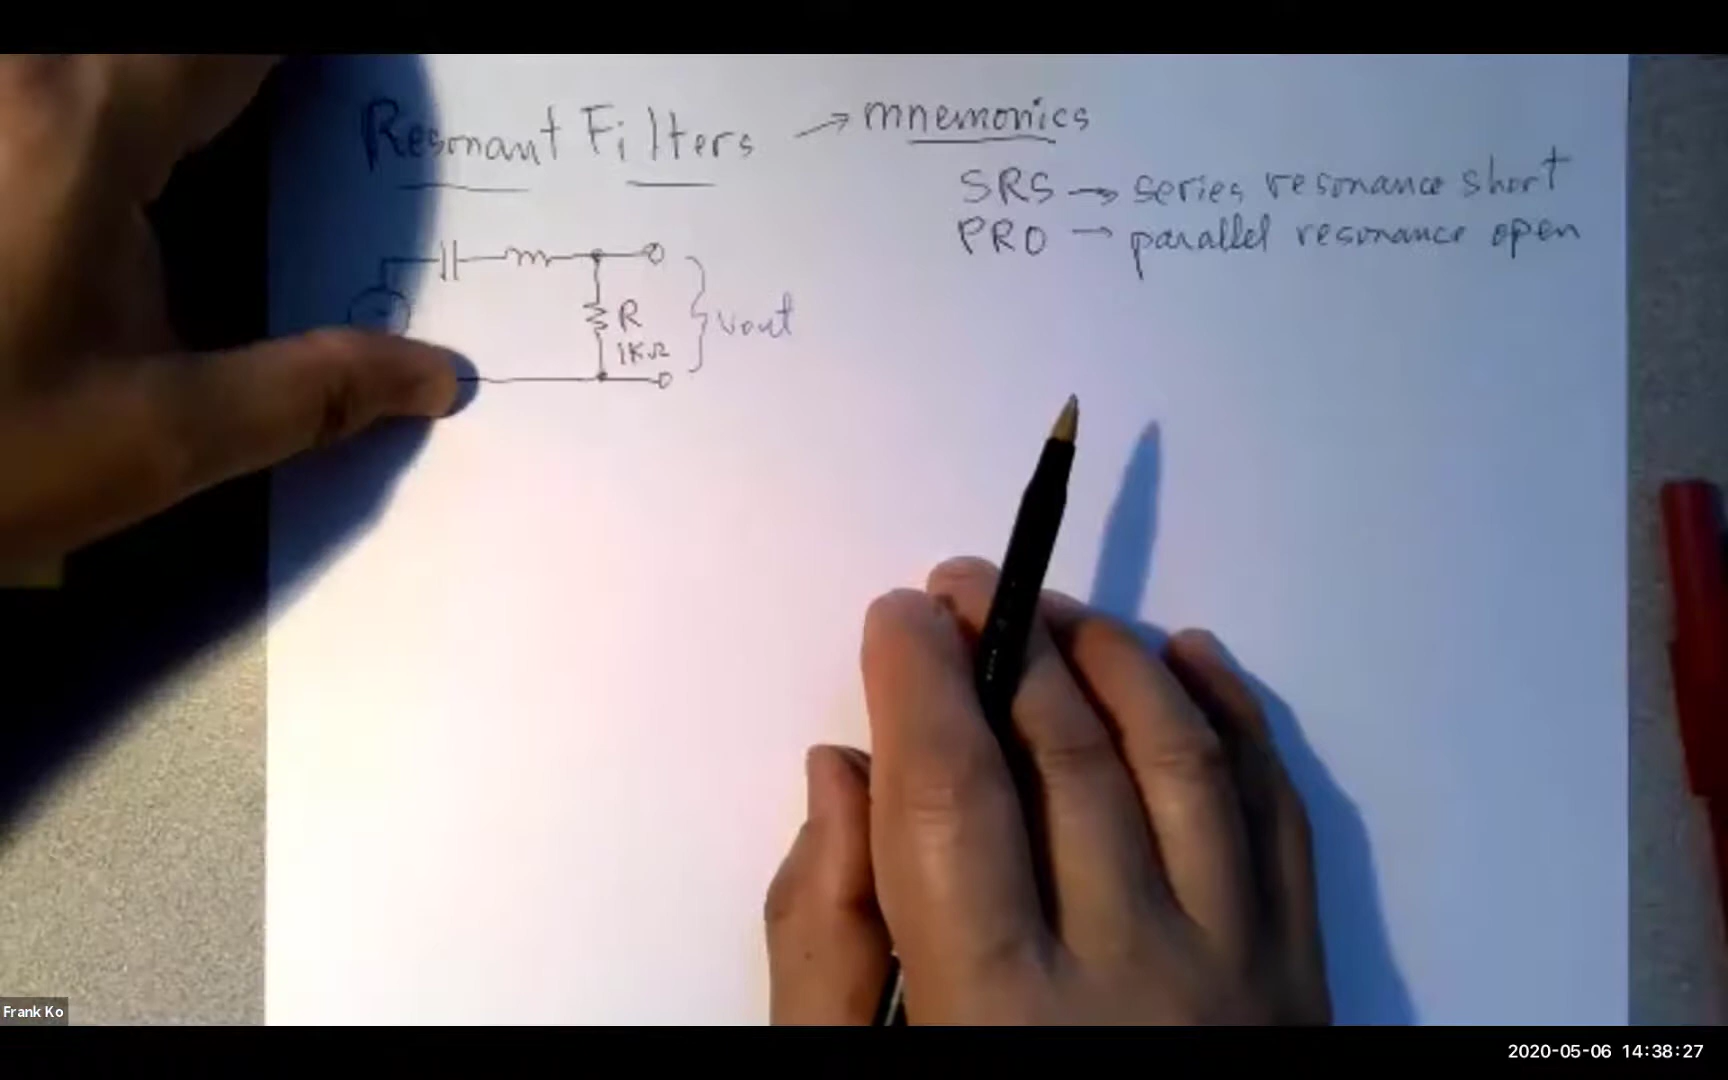 Resonant Filters → mnemonics
SRS → series resonance short
PRO → parallel resonance open
R
1KΩ
Vout
Frank Ko
2020-05-06 14:38:27